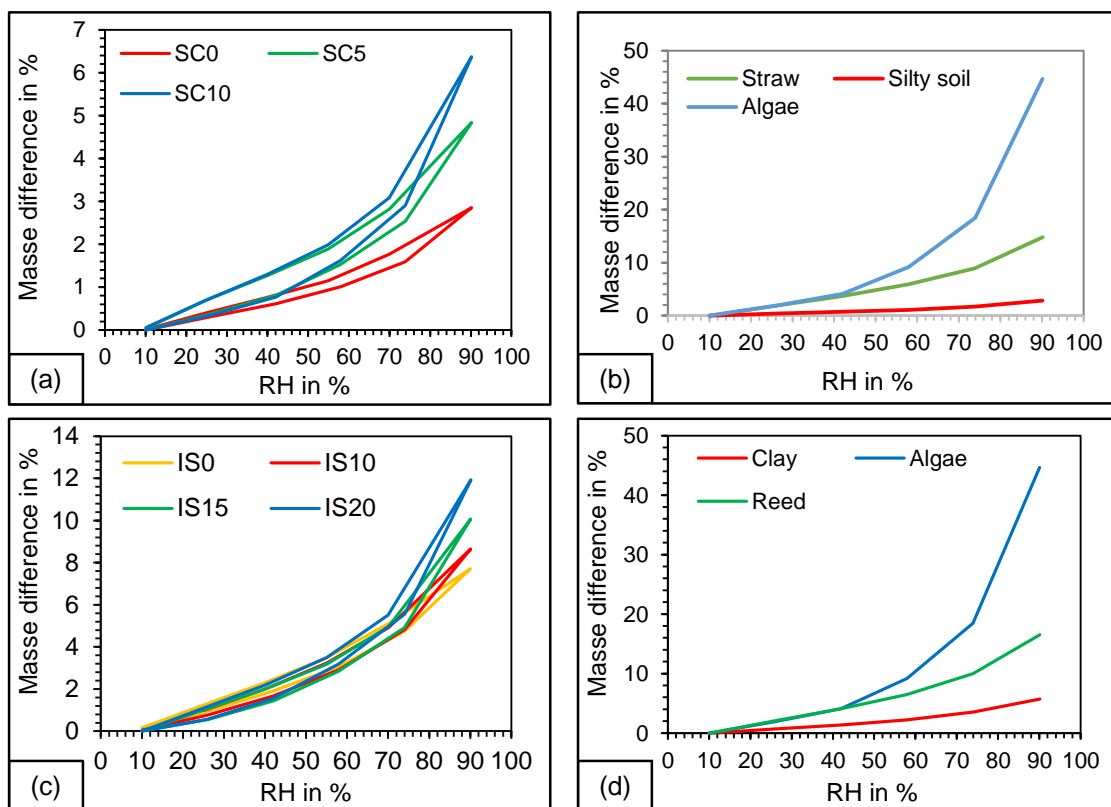 Masse difference in %
7
6
5
4
3
2
1
0
SC0 SC5
SC10
0 10 20 30 40 50 60 70 80 90 100
RH in %
(a)
Masse difference in %
50
40
30
20
10
0
Straw Silty soil
Algae
0 10 20 30 40 50 60 70 80 90 100
RH in %
(b)
Masse difference in %
14
12
10
8
6
4
2
0
IS0 IS10
IS15 IS20
0 10 20 30 40 50 60 70 80 90 100
RH in %
(c)
Masse difference in %
50
40
30
20
10
0
Clay Algae
Reed
0 10 20 30 40 50 60 70 80 90 100
RH in %
(d)